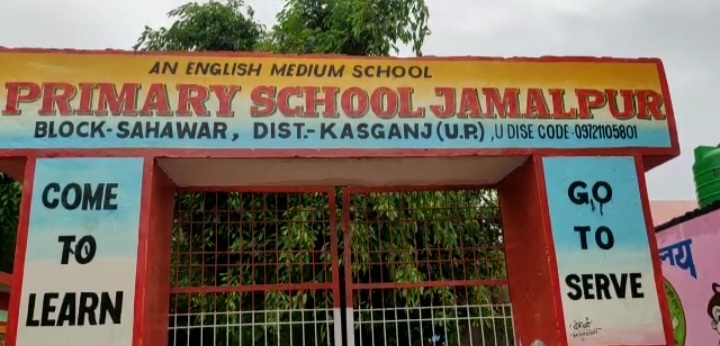 AN ENGLISH MEDIUM SCHOOL
PRIMARY SCHOOL JAMALPUR
BLOCK-SAHAWAR, DIST.-KASGANJ (U.P.), U DISE CODE-09721105801
COME
TO
LEARN
GO
TO
SERVE